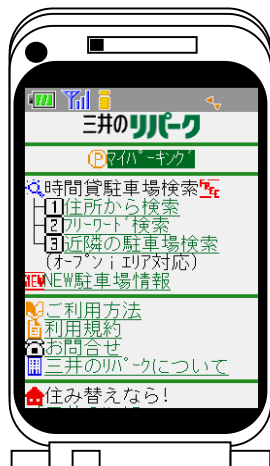 三井のリパーク
Pマイパーキング
時間貸駐車場検索FREE
1住所から検索
2フリーワード検索
3近隣の駐車場検索
(オープンiエリア対応)
NEW NEW駐車場情報
ご利用方法
利用規約
お問合せ
三井のリパークについて
住み替えなら!